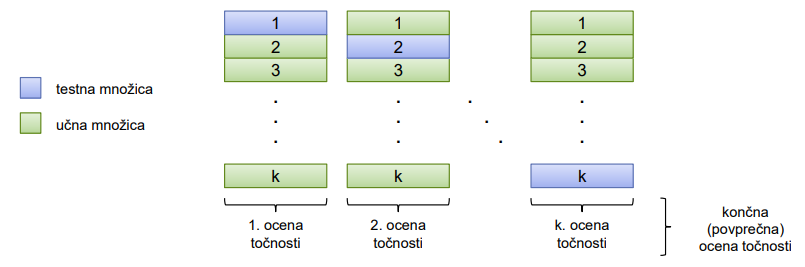 1 1 1
2 2 2
3 3 3
testna množica
učna množica
k k k
1. ocena
točnosti
2. ocena
točnosti
k. ocena
točnosti
končna
(povprečna)
ocena točnosti